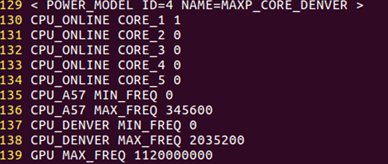 129 < POWER_MODEL ID=4 NAME=MAXP_CORE_DENVER >
130 CPU_ONLINE CORE_1 1
131 CPU_ONLINE CORE_2 0
132 CPU_ONLINE CORE_3 0
133 CPU_ONLINE CORE_4 0
134 CPU_ONLINE CORE_5 0
135 CPU_A57 MIN_FREQ 0
136 CPU_A57 MAX_FREQ 345600
137 CPU_DENVER MIN_FREQ 0
138 CPU_DENVER MAX_FREQ 2035200
139 GPU MAX_FREQ 1120000000